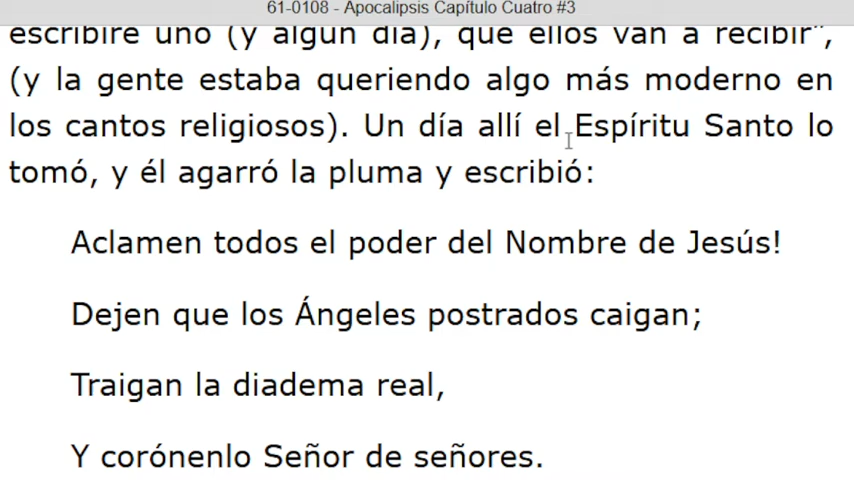 61-0108 - Apocalipsis Capítulo Cuatro #3
escribiré uno (y algún día), que ellos van a recibir”,
(y la gente estaba queriendo algo más moderno en
los cantos religiosos). Un día allí el Espíritu Santo lo
tomó, y él agarró la pluma y escribió:
Aclamen todos el poder del Nombre de Jesús!
Dejen que los Ángeles postrados caigan;
Traigan la diadema real,
Y corónenlo Señor de señores.